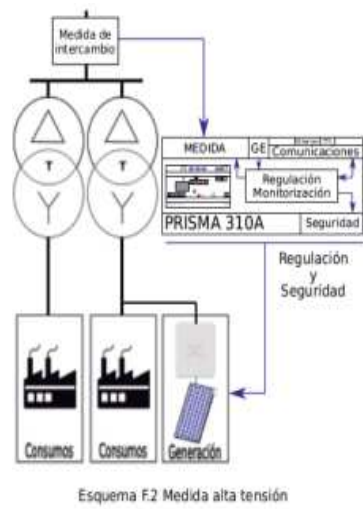 Medida de
intercambio
T
T
MEDIDA
GE
Comunicaciones
Regulación
Monitorización
PRISMA 310A
Seguridad
Regulación
y
Seguridad
Consumos
Consumos
Generación
Esquema F.2 Medida alta tensión